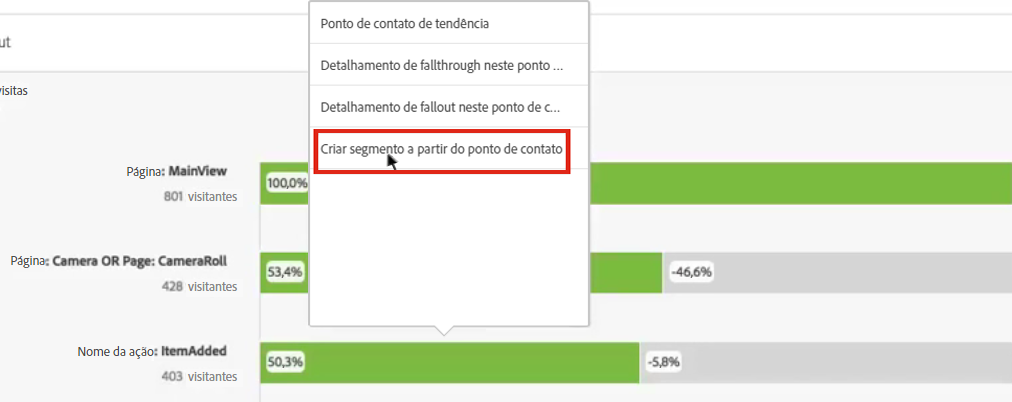 Ponto de contato de tendência
Detalhamento de fallthrough neste ponto ...
Detalhamento de fallout neste ponto de c...
Criar segmento a partir do ponto de contato
ut
visitas
Página: MainView
801 visitantes
100,0%
Página: Camera OR Page: CameraRoll
428 visitantes
53,4%
-46,6%
Nome da ação: ItemAdded
403 visitantes
50,3%
-5,8%